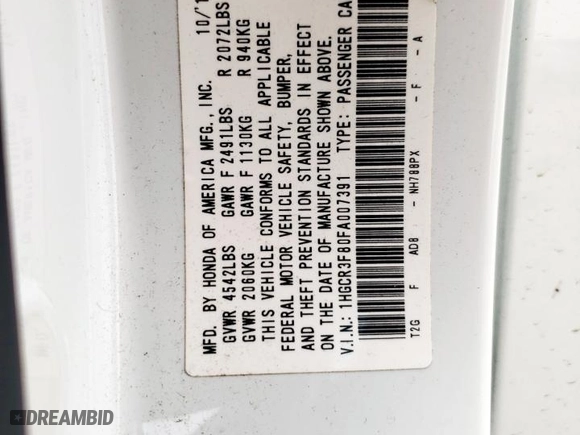 MFD. BY HONDA OF AMERICA MFG., INC. 10/1
GVWR 4542LBS GAWR F 2491LBS R 2072LBS
GVWR 2060KG GAWR F 1130KG R 940KG
THIS VEHICLE CONFORMS TO ALL APPLICABLE
FEDERAL MOTOR VEHICLE SAFETY, BUMPER,
AND THEFT PREVENTION STANDARDS IN EFFECT
ON THE DATE OF MANUFACTURE SHOWN ABOVE.
V.I.N.: 1HGCR3F80FA007391 TYPE: PASSENGER CA
T2G F AD8 - NH788PX - F - A
DREAMBID